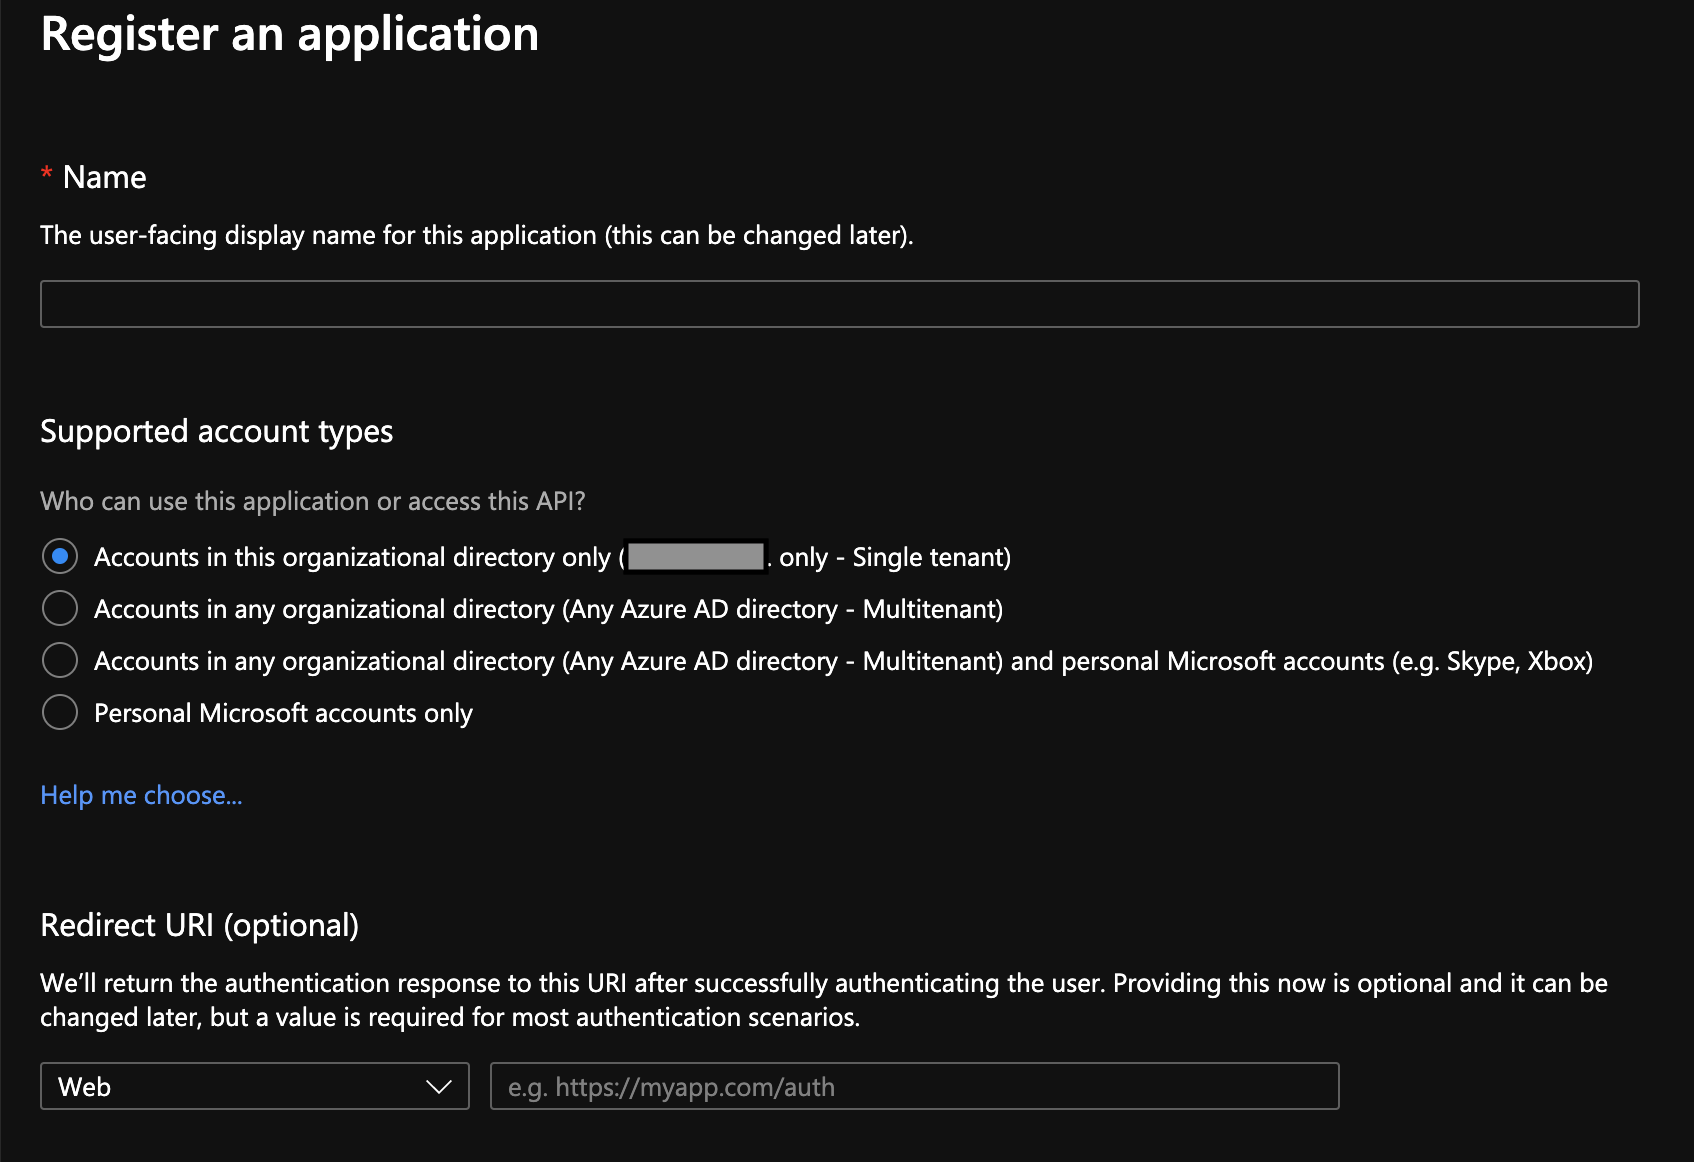 Register an application
* Name
The user-facing display name for this application (this can be changed later).
Supported account types
Who can use this application or access this API?
Accounts in this organizational directory only ( . only - Single tenant)
Accounts in any organizational directory (Any Azure AD directory - Multitenant)
Accounts in any organizational directory (Any Azure AD directory - Multitenant) and personal Microsoft accounts (e.g. Skype, Xbox)
Personal Microsoft accounts only
Help me choose...
Redirect URI (optional)
We’ll return the authentication response to this URI after successfully authenticating the user. Providing this now is optional and it can be
changed later, but a value is required for most authentication scenarios.
Web
e.g. https://myapp.com/auth